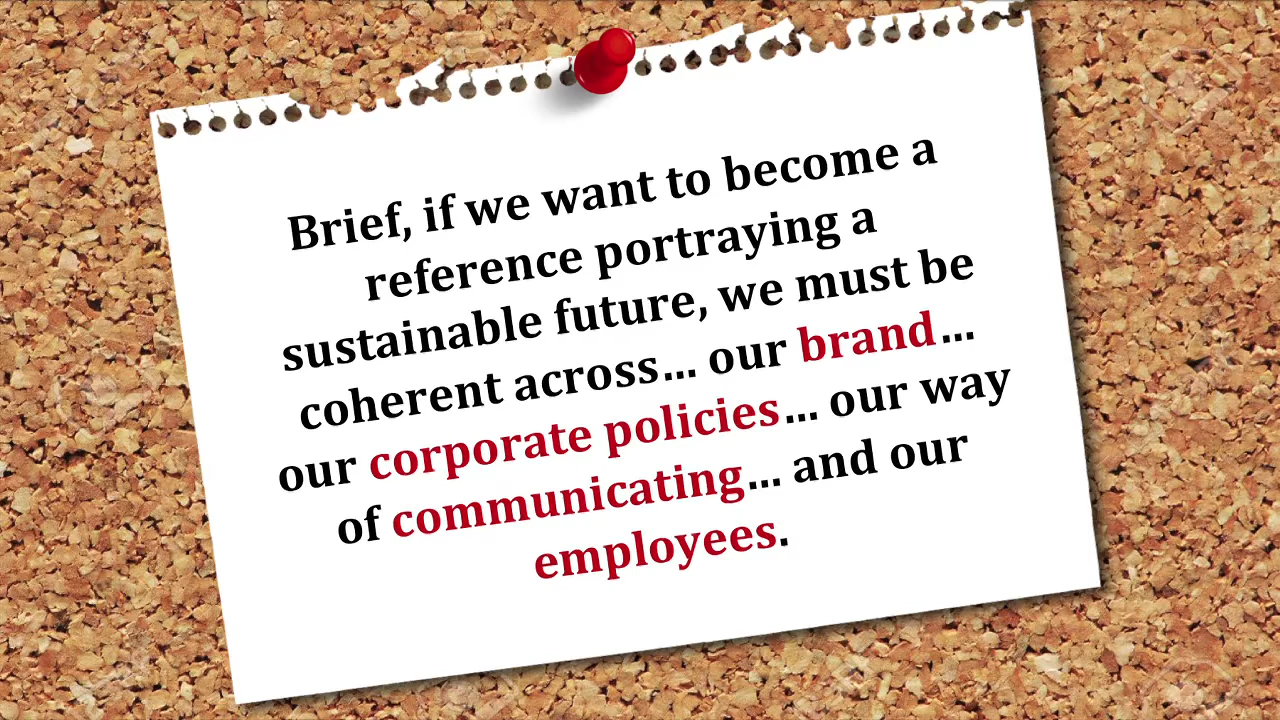 Brief, if we want to become a
reference portraying a
sustainable future, we must be
coherent across... our brand...
our corporate policies... our way
of communicating... and our
employees.